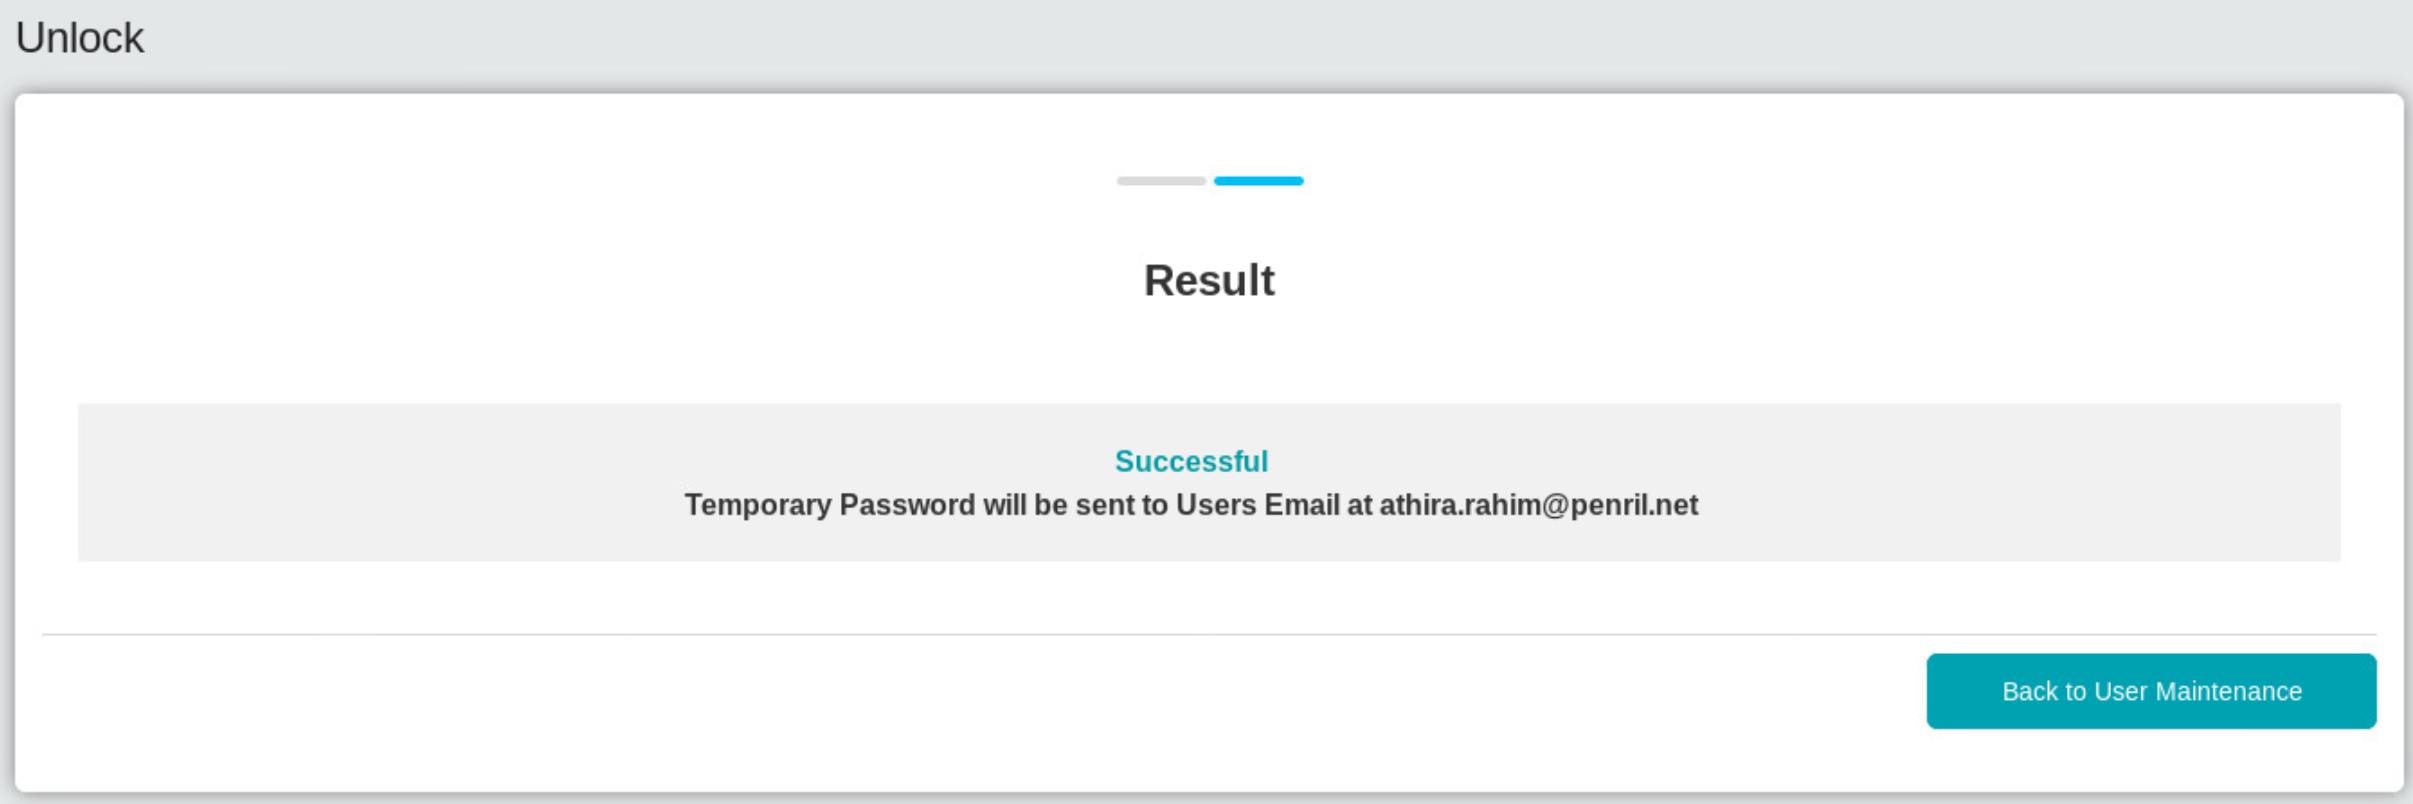 Unlock
Result
Successful
Temporary Password will be sent to Users Email at athira.rahim@penril.net
Back to User Maintenance